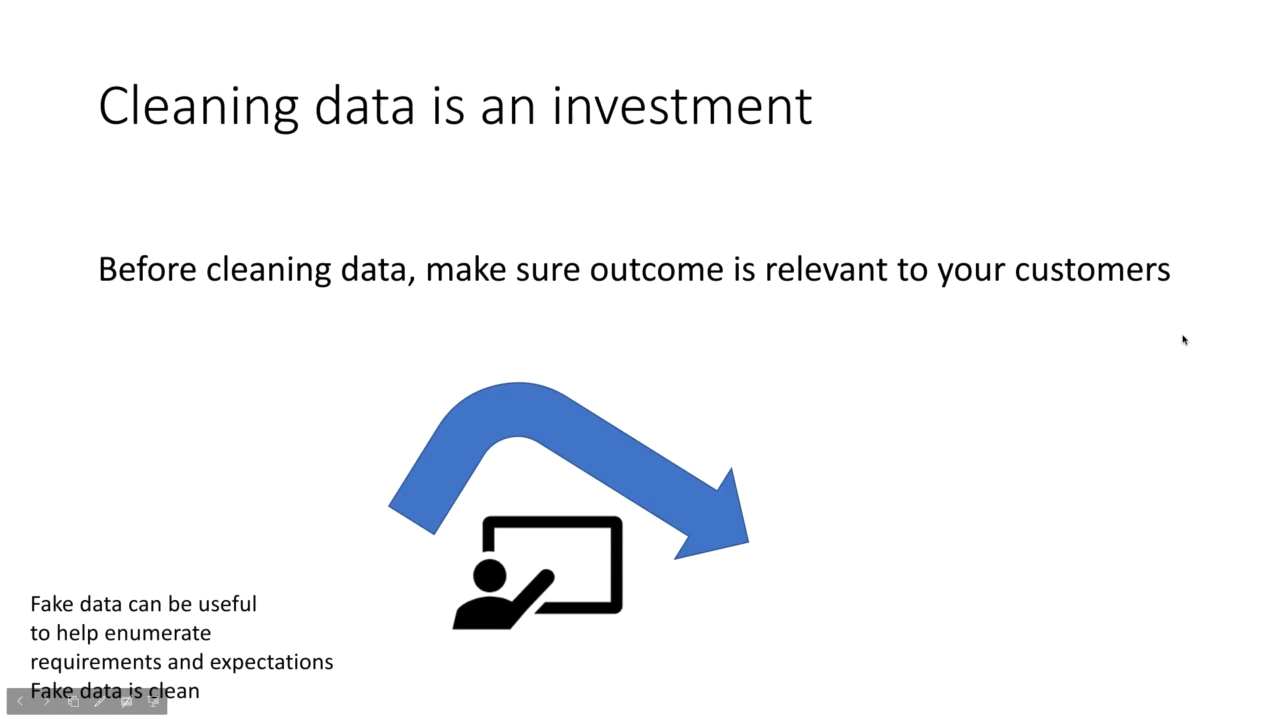 Cleaning data is an investment
Before cleaning data, make sure outcome is relevant to your customers
Fake data can be useful
to help enumerate
requirements and expectations
Fake data is clean